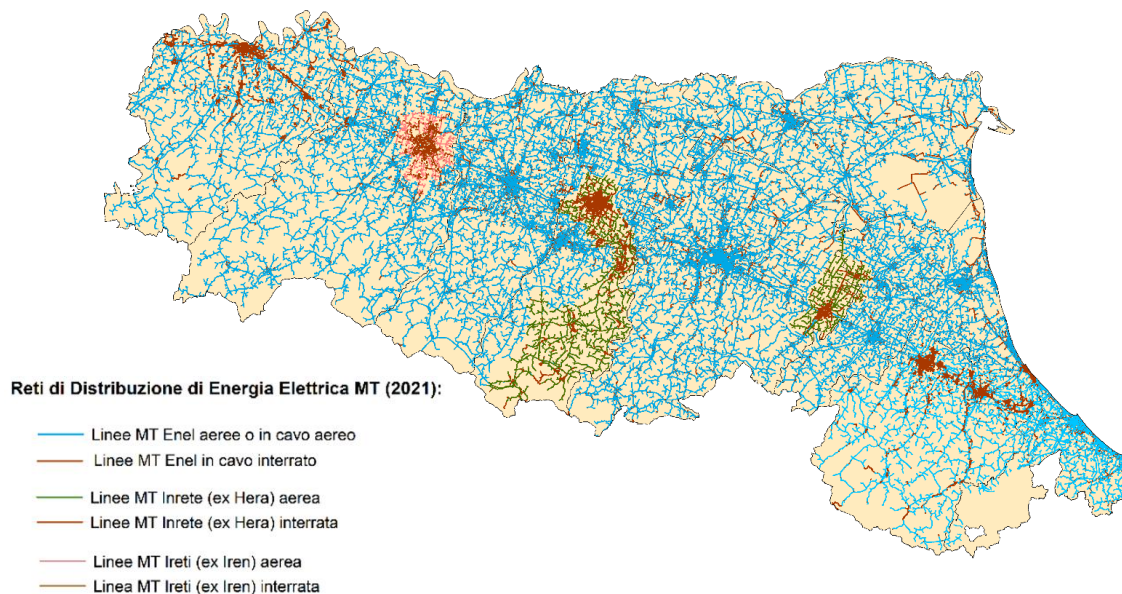 Reti di Distribuzione di Energia Elettrica MT (2021):
Linee MT Enel aeree o in cavo aereo
Linee MT Enel in cavo interrato
Linee MT Inrete (ex Hera) aerea
Linee MT Inrete (ex Hera) interrata
Linee MT Ireti (ex Iren) aerea
Linea MT Ireti (ex Iren) interrata